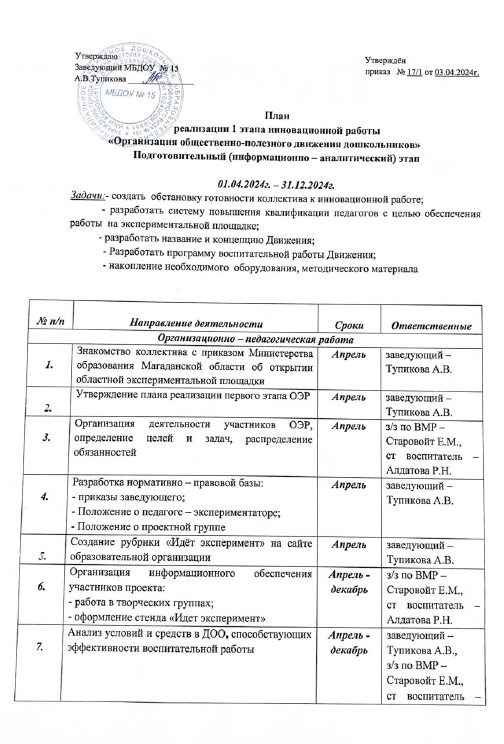 Утверждаю
Заведующий МБДОУ № 15
А.В.Тупикова
МБДОУ № 15
Утверждён
приказ № 17/1 от 03.04.2024г.
План
реализации 1 этапа инновационной работы
«Организация общественно-полезного движения дошкольников»
Подготовительный (информационно – аналитический) этап
01.04.2024г. – 31.12.2024г.
Задачи:- создать обстановку готовности коллектива к инновационной работе;
- разработать систему повышения квалификации педагогов с целью обеспечения
работы на экспериментальной площадке;
- разработать название и концепцию Движения;
- Разработать программу воспитательной работы Движения;
- накопление необходимого оборудования, методического материала
№ п/п Направление деятельности Сроки Ответственные
Организационно – педагогическая работа
1. Знакомство коллектива с приказом Министерства Апрель заведующий –
образования Магаданской области об открытии Тупикова А.В.
областной экспериментальной площадки
Утверждение плана реализации первого этапа ОЭР Апрель заведующий –
2. Тупикова А.В.
3. Организация деятельности участников ОЭР, Апрель з/з по ВМР –
определение целей и задач, распределение Старовойт Е.М.,
обязанностей ст воспитатель –
Алдатова Р.Н.
4. Разработка нормативно – правовой базы: Апрель заведующий –
- приказы заведующего; Тупикова А.В.
- Положение о педагоге – экспериментаторе;
- Положение о проектной группе
5. Создание рубрики «Идёт эксперимент» на сайте Апрель заведующий –
образовательной организации Тупикова А.В.
6. Организация информационного обеспечения Апрель - з/з по ВМР –
участников проекта: декабрь Старовойт Е.М.,
- работа в творческих группах; ст воспитатель –
- оформление стенда «Идет эксперимент» Алдатова Р.Н.
7. Анализ условий и средств в ДОО, способствующих Апрель - заведующий –
эффективности воспитательной работы декабрь Тупикова А.В.,
з/з по ВМР –
Старовойт Е.М.,
ст воспитатель –